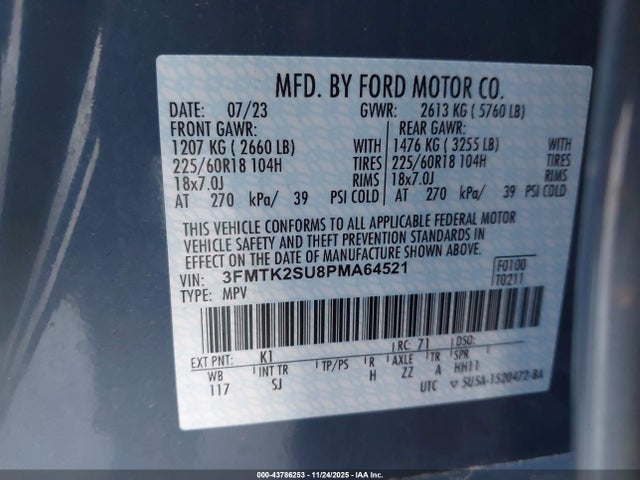 MFD. BY FORD MOTOR CO.
DATE: 07/23 GVWR: 2613 KG ( 5760 LB)
FRONT GAWR: REAR GAWR:
1207 KG ( 2660 LB) WITH 1476 KG ( 3255 LB) WITH
225/60R18 104H TIRES 225/60R18 104H TIRES
18x7.0J RIMS 18x7.0J RIMS
AT 270 kPa/ 39 PSI COLD AT 270 kPa/ 39 PSI COLD
THIS VEHICLE CONFORMS TO ALL APPLICABLE FEDERAL MOTOR
VEHICLE SAFETY AND THEFT PREVENTION STANDARDS IN
EFFECT ON THE DATE OF MANUFACTURE SHOWN ABOVE.
VIN: 3FMTK2SU8PMA64521 F0100
TYPE: MPV T0211
EXT PNT: K1 RC: 71 DSO:
WB INT TR TP/PS R AXLE TR SPR
117 SJ H ZZ A HH11
UTC ▽ 5U5A-1520472-BA
000-43786253 - 11/24/2025 - IAAI Inc.